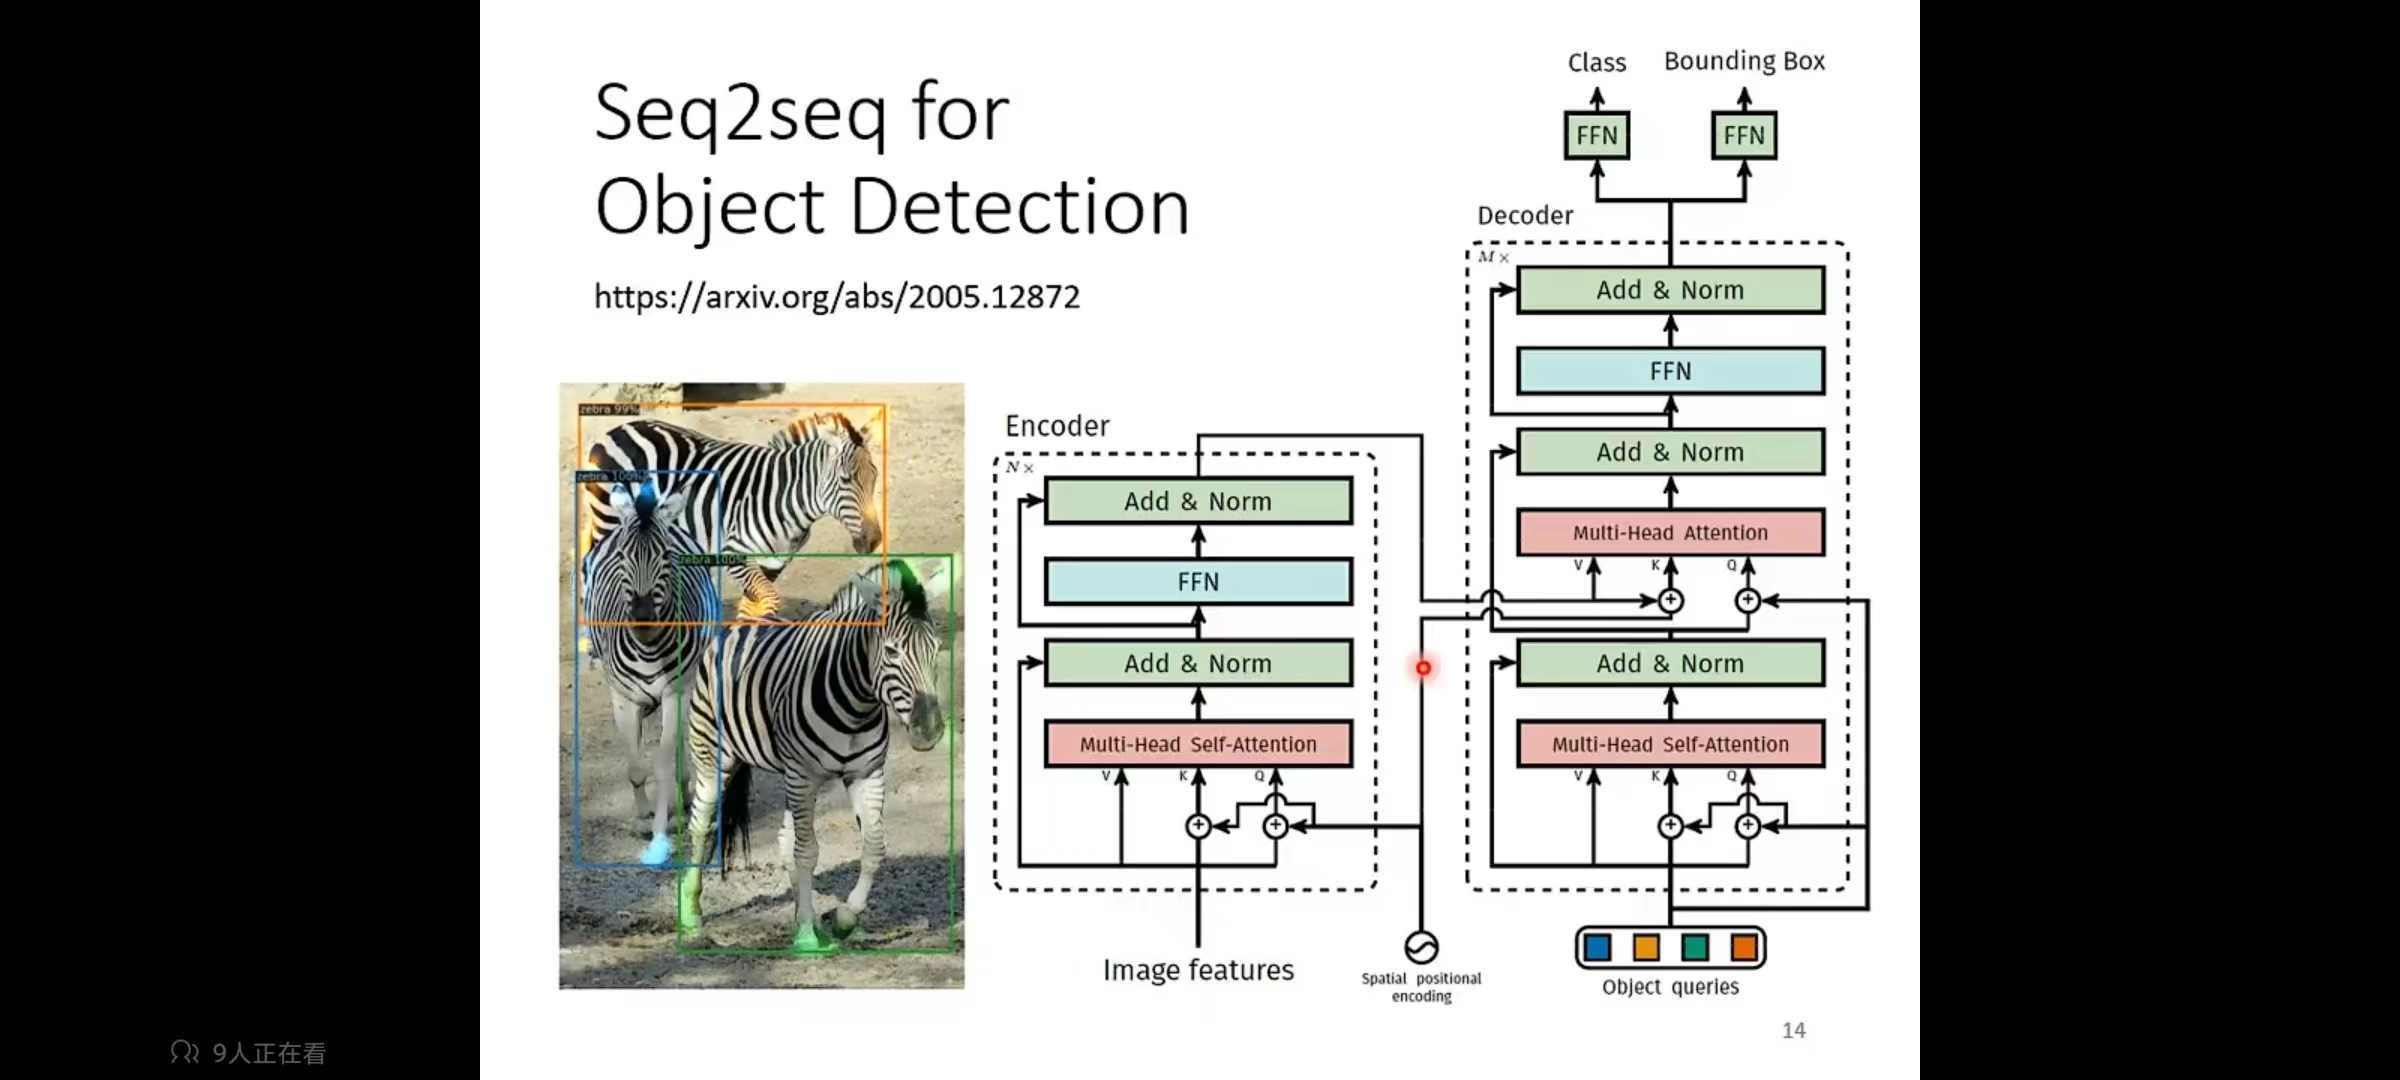 Seq2seq for
Object Detection
https://arxiv.org/abs/2005.12872
zebra 99%
zebra 100%
zebra 100%
Encoder
N×
Add & Norm
FFN
Add & Norm
Multi-Head Self-Attention
V K Q
Image features
Spatial positional
encoding
Class Bounding Box
FFN FFN
Decoder
M×
Add & Norm
FFN
Add & Norm
Multi-Head Attention
V K Q
Add & Norm
Multi-Head Self-Attention
V K Q
Object queries
14
9人正在看